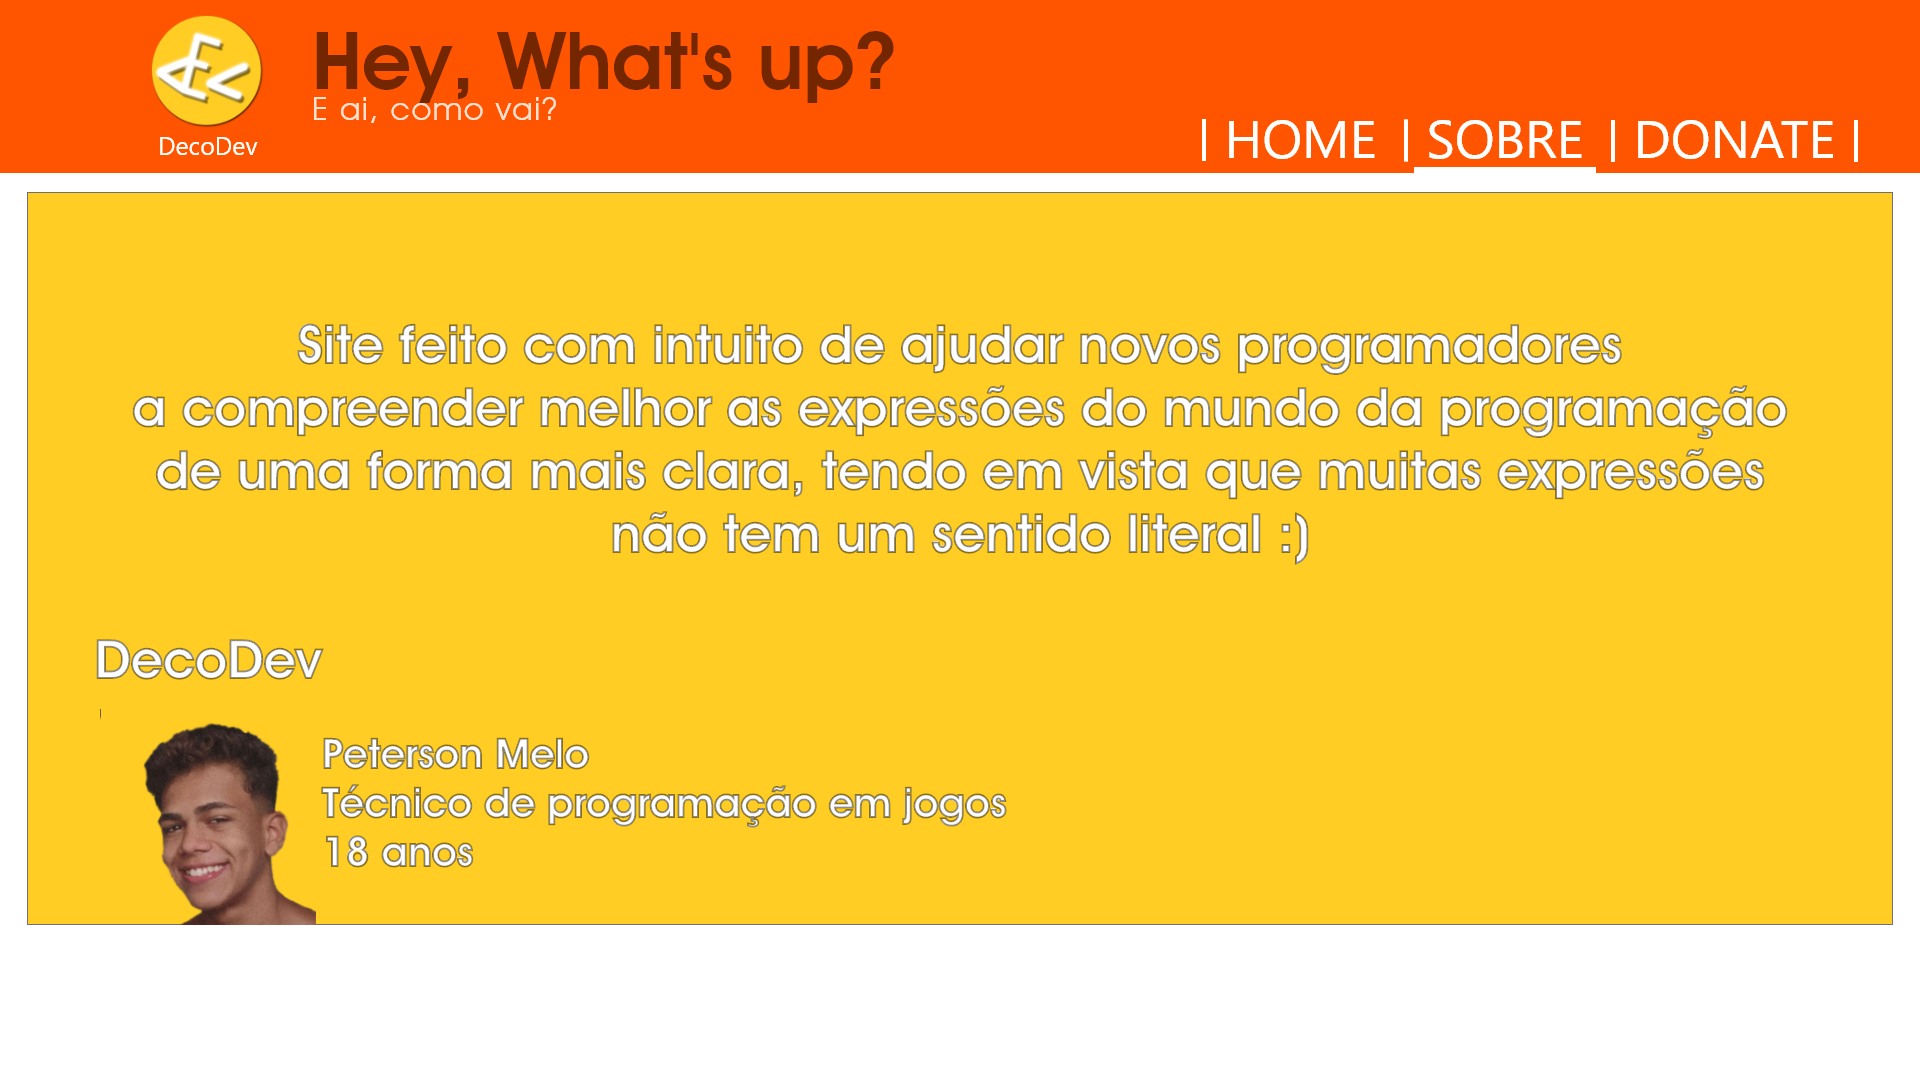 Hey, What's up?
E ai, como vai?
DecoDev
| HOME | SOBRE | DONATE |
Site feito com intuito de ajudar novos programadores
a compreender melhor as expressões do mundo da programação
de uma forma mais clara, tendo em vista que muitas expressões
não tem um sentido literal :)
DecoDev
Peterson Melo
Técnico de programação em jogos
18 anos